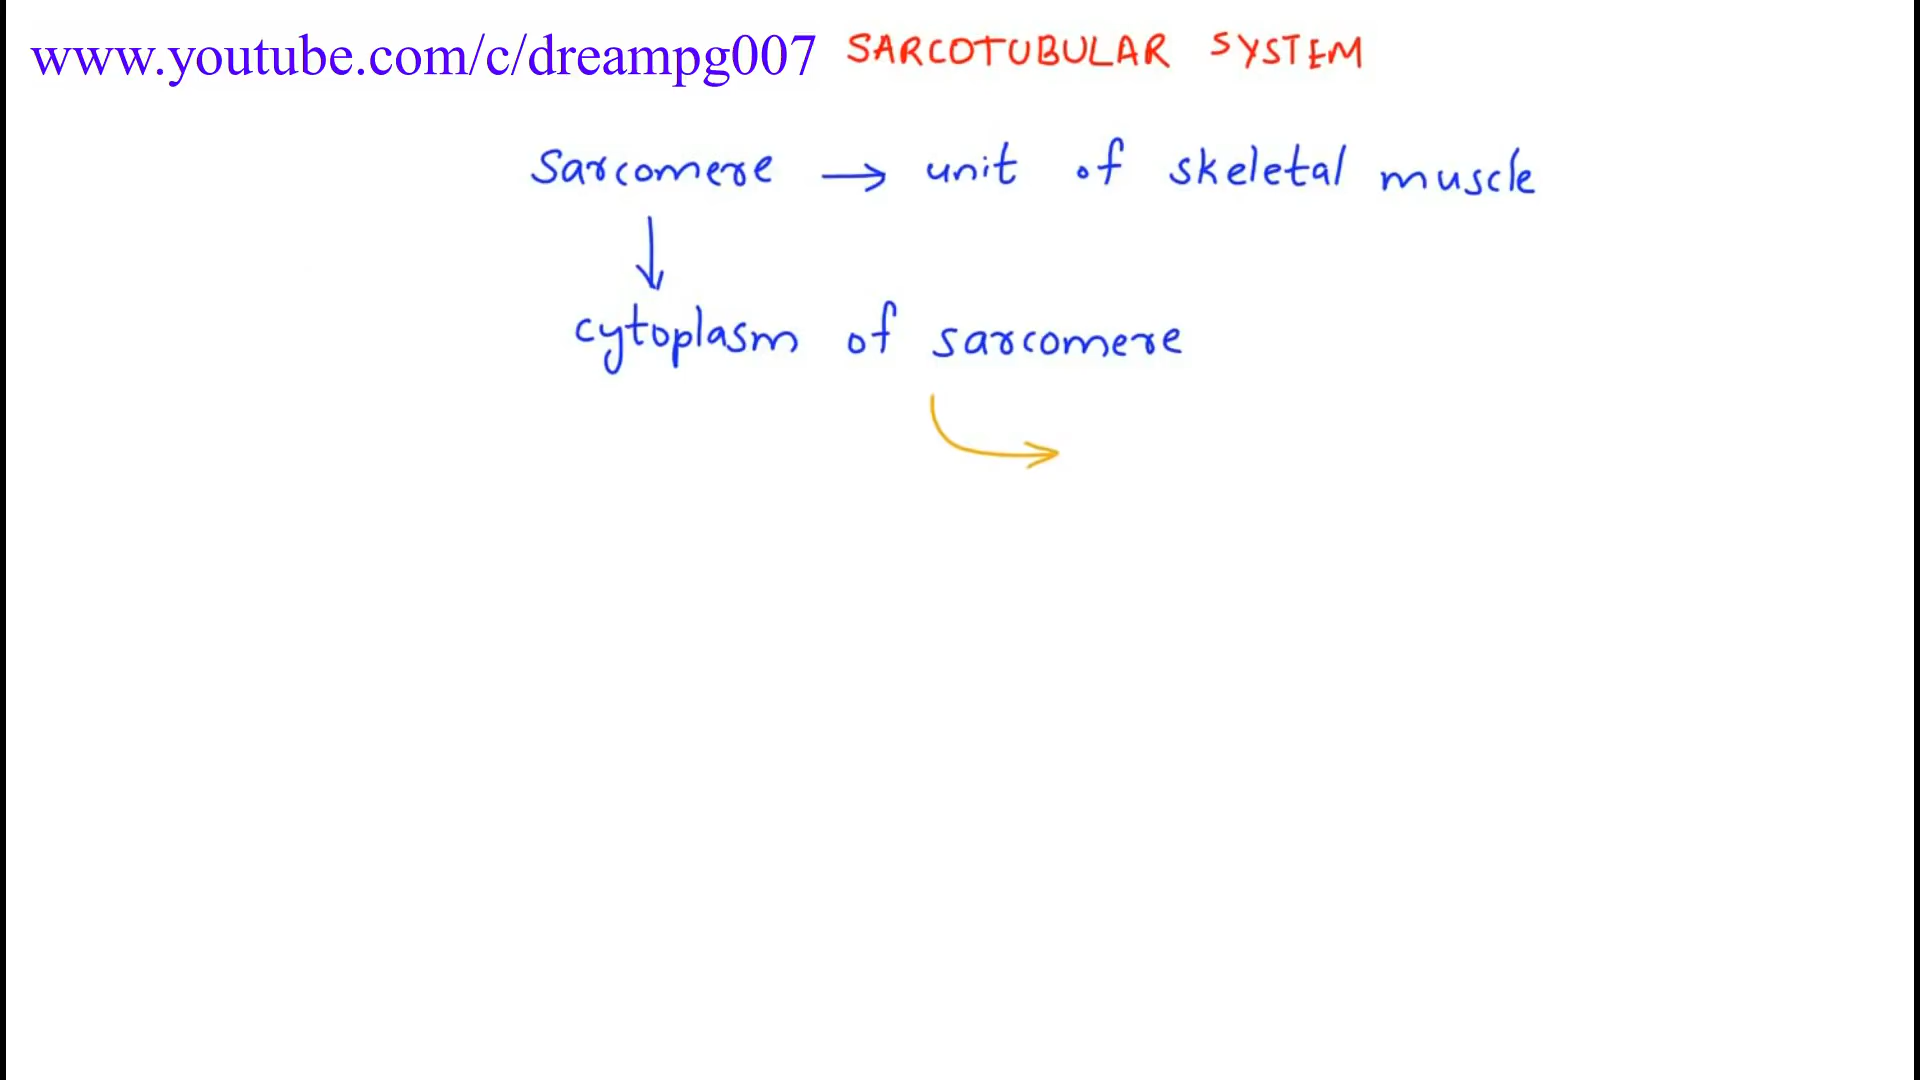 www.youtube.com/c/dreampg007 SARCOTUBULAR SYSTEM
Sarcomere → unit of skeletal muscle
↓
cytoplasm of sarcomere